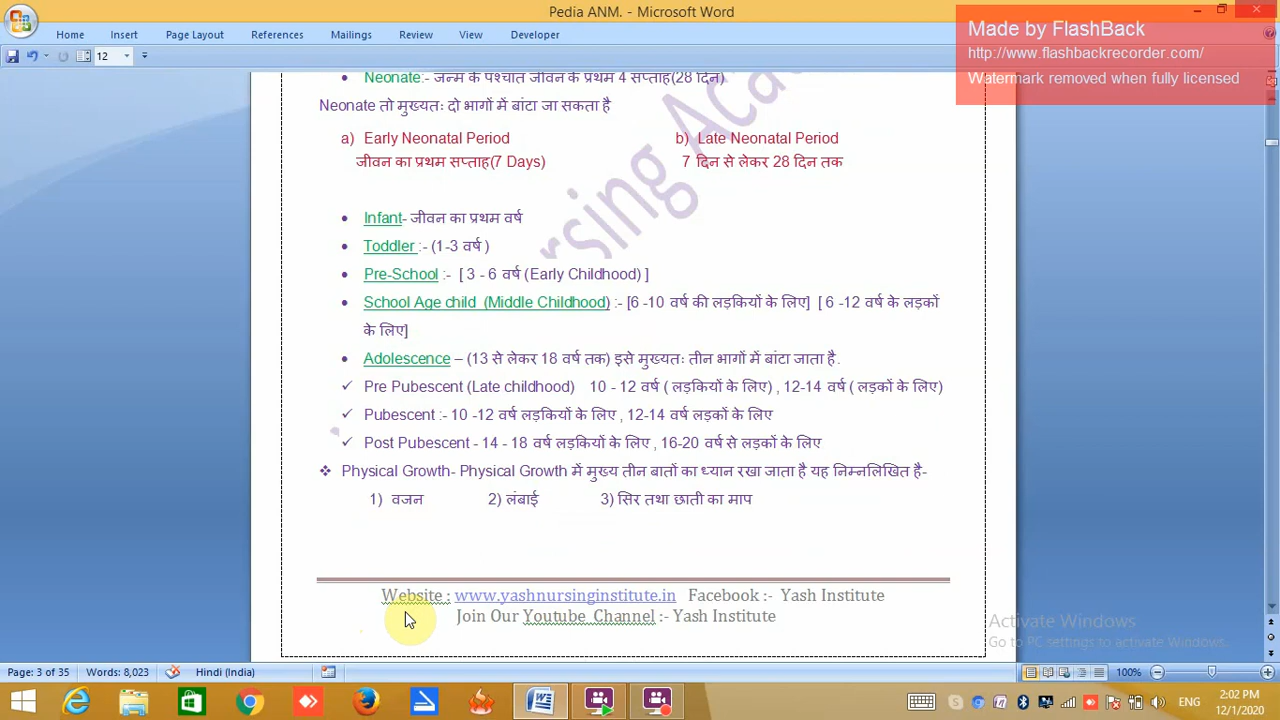 Pedia ANM. - Microsoft Word
Made by FlashBack
http://www.flashbackrecorder.com/
Watermark removed when fully licensed
Home Insert Page Layout References Mailings Review View Developer
12
Neonate:- जन्म के पश्चात जीवन के प्रथम 4 सप्ताह(28 दिन)
Neonate तो मुख्यतः दो भागों में बांटा जा सकता है
a) Early Neonatal Period b) Late Neonatal Period
जीवन का प्रथम सप्ताह(7 Days) 7 दिन से लेकर 28 दिन तक
Infant- जीवन का प्रथम वर्ष
Toddler :- (1-3 वर्ष )
Pre-School :- [ 3 - 6 वर्ष (Early Childhood) ]
School Age child (Middle Childhood) :- [6 -10 वर्ष की लड़कियों के लिए] [ 6 -12 वर्ष के लड़कों
के लिए]
Adolescence – (13 से लेकर 18 वर्ष तक) इसे मुख्यतः तीन भागों में बांटा जाता है.
✓ Pre Pubescent (Late childhood) 10 - 12 वर्ष ( लड़कियों के लिए) , 12-14 वर्ष ( लड़कों के लिए)
✓ Pubescent :- 10 -12 वर्ष लड़कियों के लिए , 12-14 वर्ष लड़कों के लिए
✓ Post Pubescent - 14 - 18 वर्ष लड़कियों के लिए , 16-20 वर्ष से लड़कों के लिए
❖ Physical Growth- Physical Growth में मुख्य तीन बातों का ध्यान रखा जाता है यह निम्नलिखित है-
1) वजन 2) लंबाई 3) सिर तथा छाती का माप
Website : www.yashnursinginstitute.in Facebook :- Yash Institute
Join Our Youtube Channel :- Yash Institute
Activate Windows
Go to PC settings to activate Windows.
Page: 3 of 35 Words: 8,023 Hindi (India) 100%
ENG 2:02 PM
12/1/2020